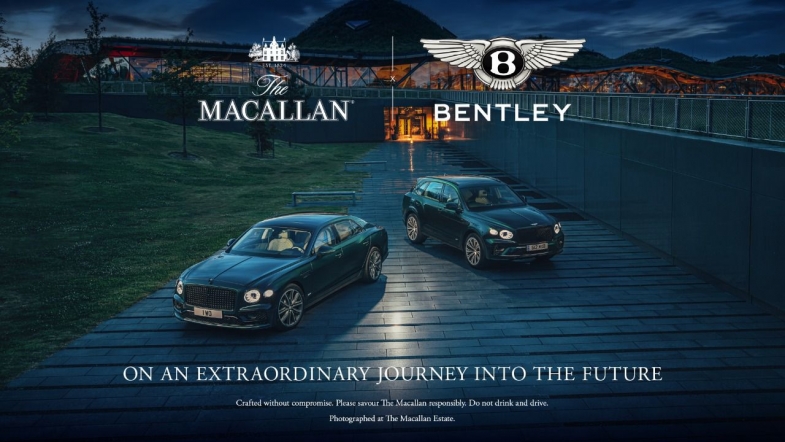 The
MACALLAN®
B
BENTLEY
ON AN EXTRAORDINARY JOURNEY INTO THE FUTURE
Crafted without compromise. Please savour The Macallan responsibly. Do not drink and drive.
Photographed at The Macallan Estate.